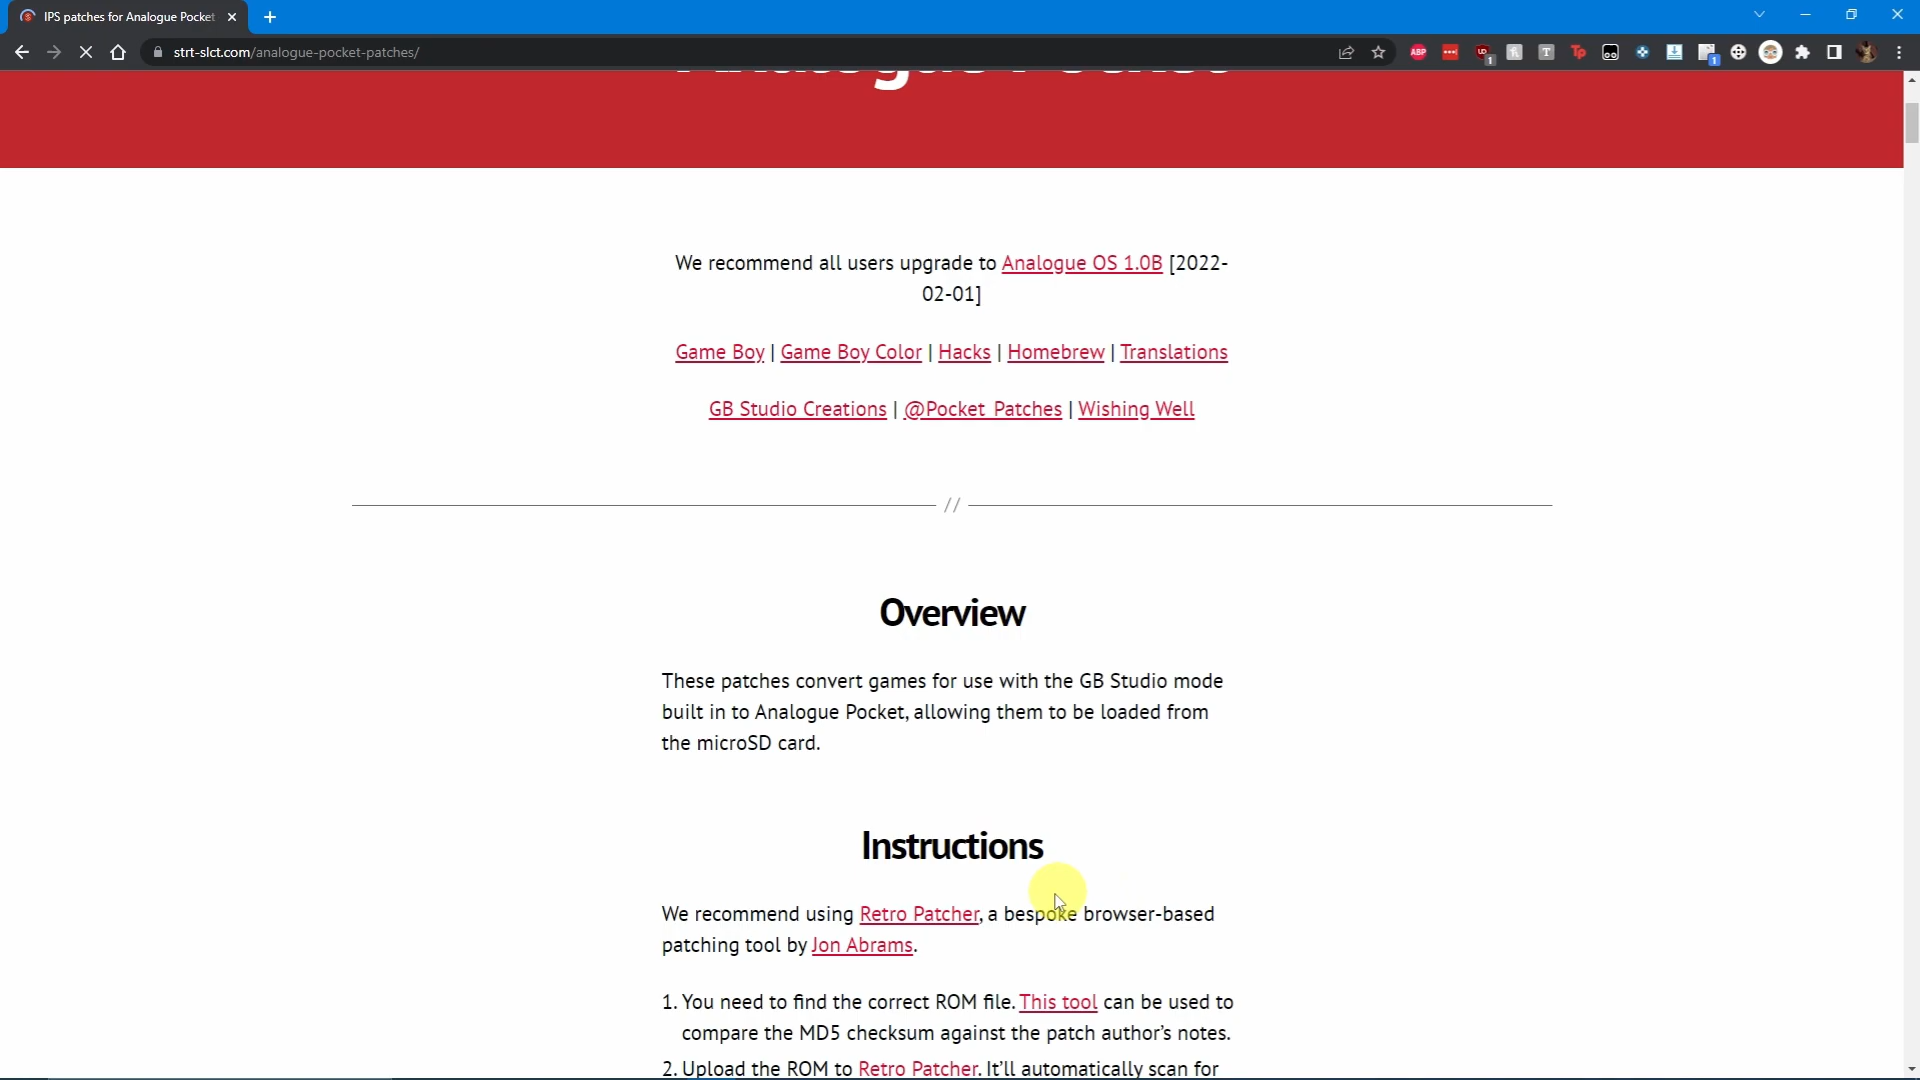 IPS patches for Analogue Pocket
strt-slct.com/analogue-pocket-patches/
Analogue Pocket
We recommend all users upgrade to Analogue OS 1.0B [2022-
02-01]
Game Boy | Game Boy Color | Hacks | Homebrew | Translations
GB Studio Creations | @Pocket_Patches | Wishing Well
//
Overview
These patches convert games for use with the GB Studio mode
built in to Analogue Pocket, allowing them to be loaded from
the microSD card.
Instructions
We recommend using Retro Patcher, a bespoke browser-based
patching tool by Jon Abrams.
1. You need to find the correct ROM file. This tool can be used to
compare the MD5 checksum against the patch author's notes.
2. Upload the ROM to Retro Patcher. It'll automatically scan for